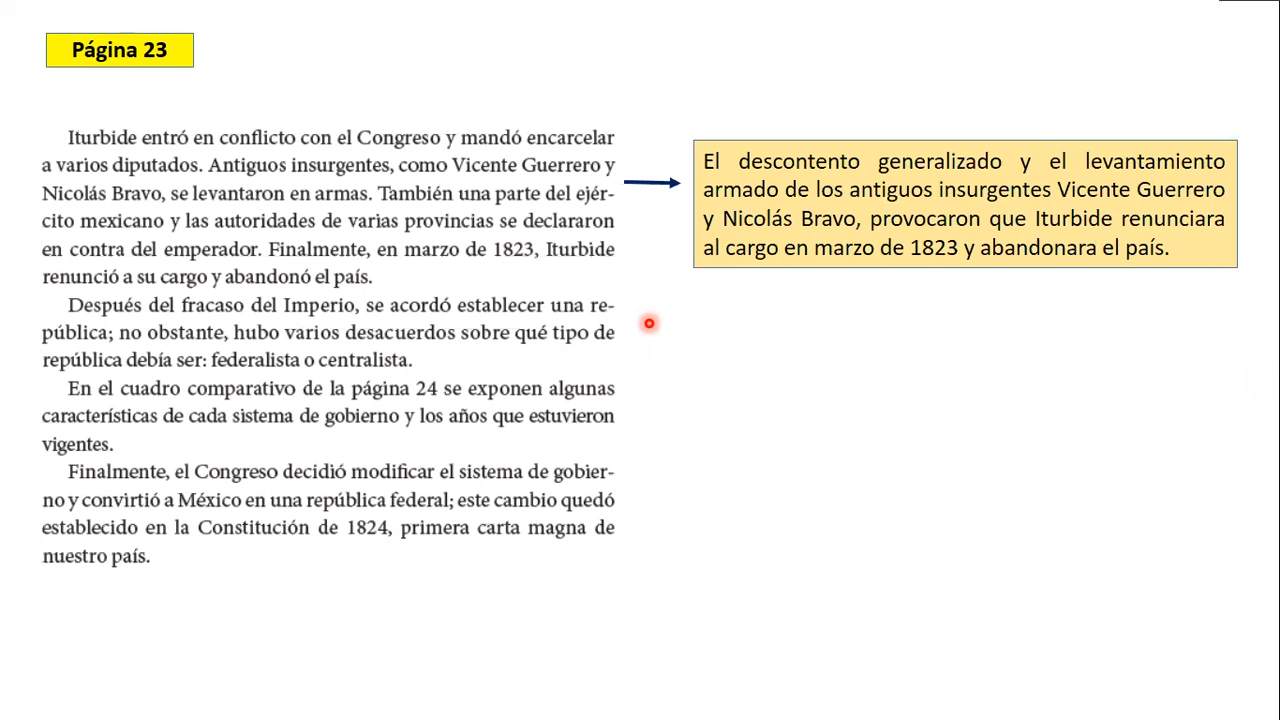 Página 23
Iturbide entró en conflicto con el Congreso y mandó encarcelar
a varios diputados. Antiguos insurgentes, como Vicente Guerrero y
Nicolás Bravo, se levantaron en armas. También una parte del ejér-
cito mexicano y las autoridades de varias provincias se declararon
en contra del emperador. Finalmente, en marzo de 1823, Iturbide
renunció a su cargo y abandonó el país.
Después del fracaso del Imperio, se acordó establecer una re-
pública; no obstante, hubo varios desacuerdos sobre qué tipo de
república debía ser: federalista o centralista.
En el cuadro comparativo de la página 24 se exponen algunas
características de cada sistema de gobierno y los años que estuvieron
vigentes.
Finalmente, el Congreso decidió modificar el sistema de gobier-
no y convirtió a México en una república federal; este cambio quedó
establecido en la Constitución de 1824, primera carta magna de
nuestro país.
El descontento generalizado y el levantamiento
armado de los antiguos insurgentes Vicente Guerrero
y Nicolás Bravo, provocaron que Iturbide renunciara
al cargo en marzo de 1823 y abandonara el país.